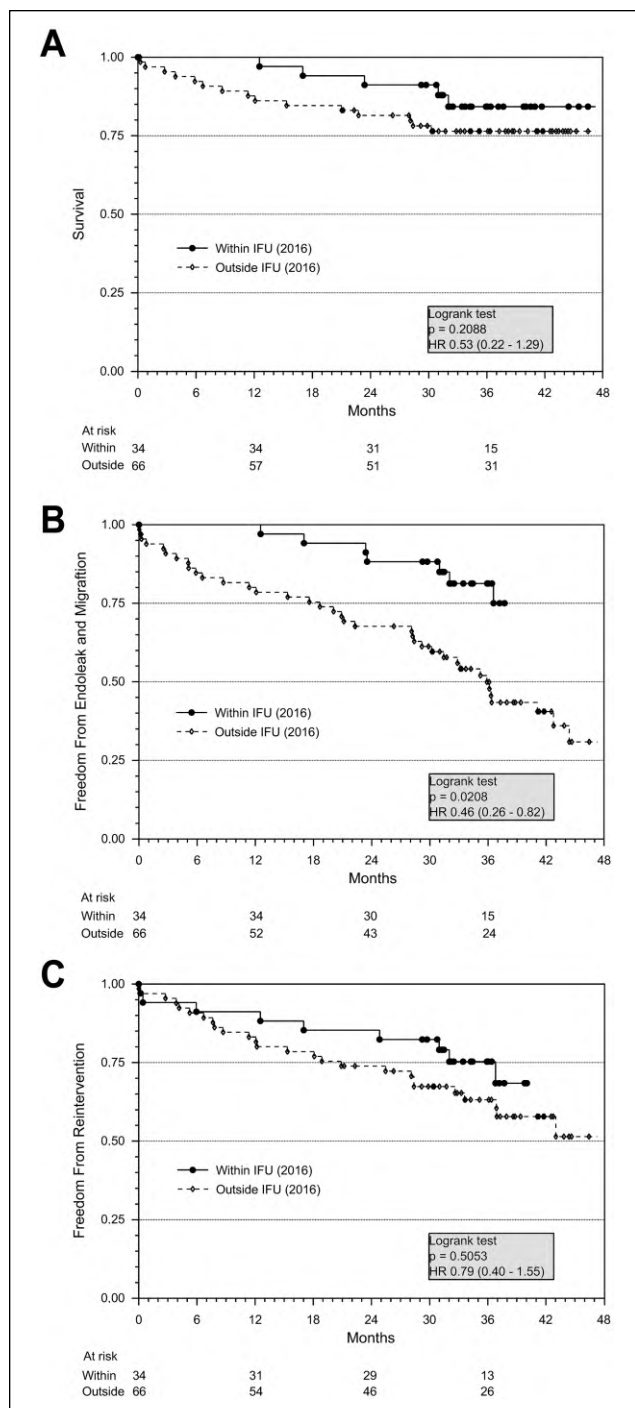 A
1.00
0.75
0.50
0.25
0.00
Survival
Within IFU (2016)
Outside IFU (2016)
Logrank test
p = 0.2088
HR 0.53 (0.22 - 1.29)
0 6 12 18 24 30 36 42 48
Months
At risk
Within 34 34 31 15
Outside 66 57 51 31
B
1.00
0.75
0.50
0.25
0.00
Freedom From Endoleak and Migraftion
Within IFU (2016)
Outside IFU (2016)
Logrank test
p = 0.0208
HR 0.46 (0.26 - 0.82)
0 6 12 18 24 30 36 42 48
Months
At risk
Within 34 34 30 15
Outside 66 52 43 24
C
1.00
0.75
0.50
0.25
0.00
Freedom From Reintervention
Within IFU (2016)
Outside IFU (2016)
Logrank test
p = 0.5053
HR 0.79 (0.40 - 1.55)
0 6 12 18 24 30 36 42 48
Months
At risk
Within 34 31 29 13
Outside 66 54 46 26